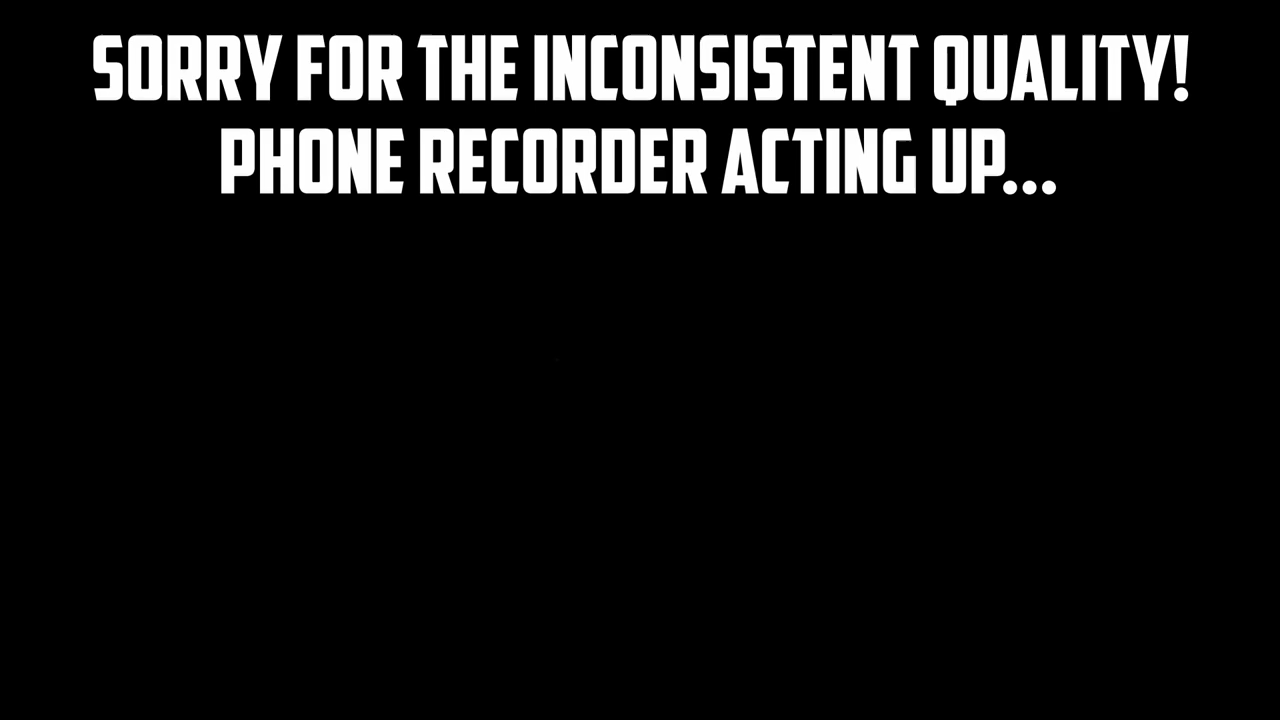 SORRY FOR THE INCONSISTENT QUALITY!
PHONE RECORDER ACTING UP...